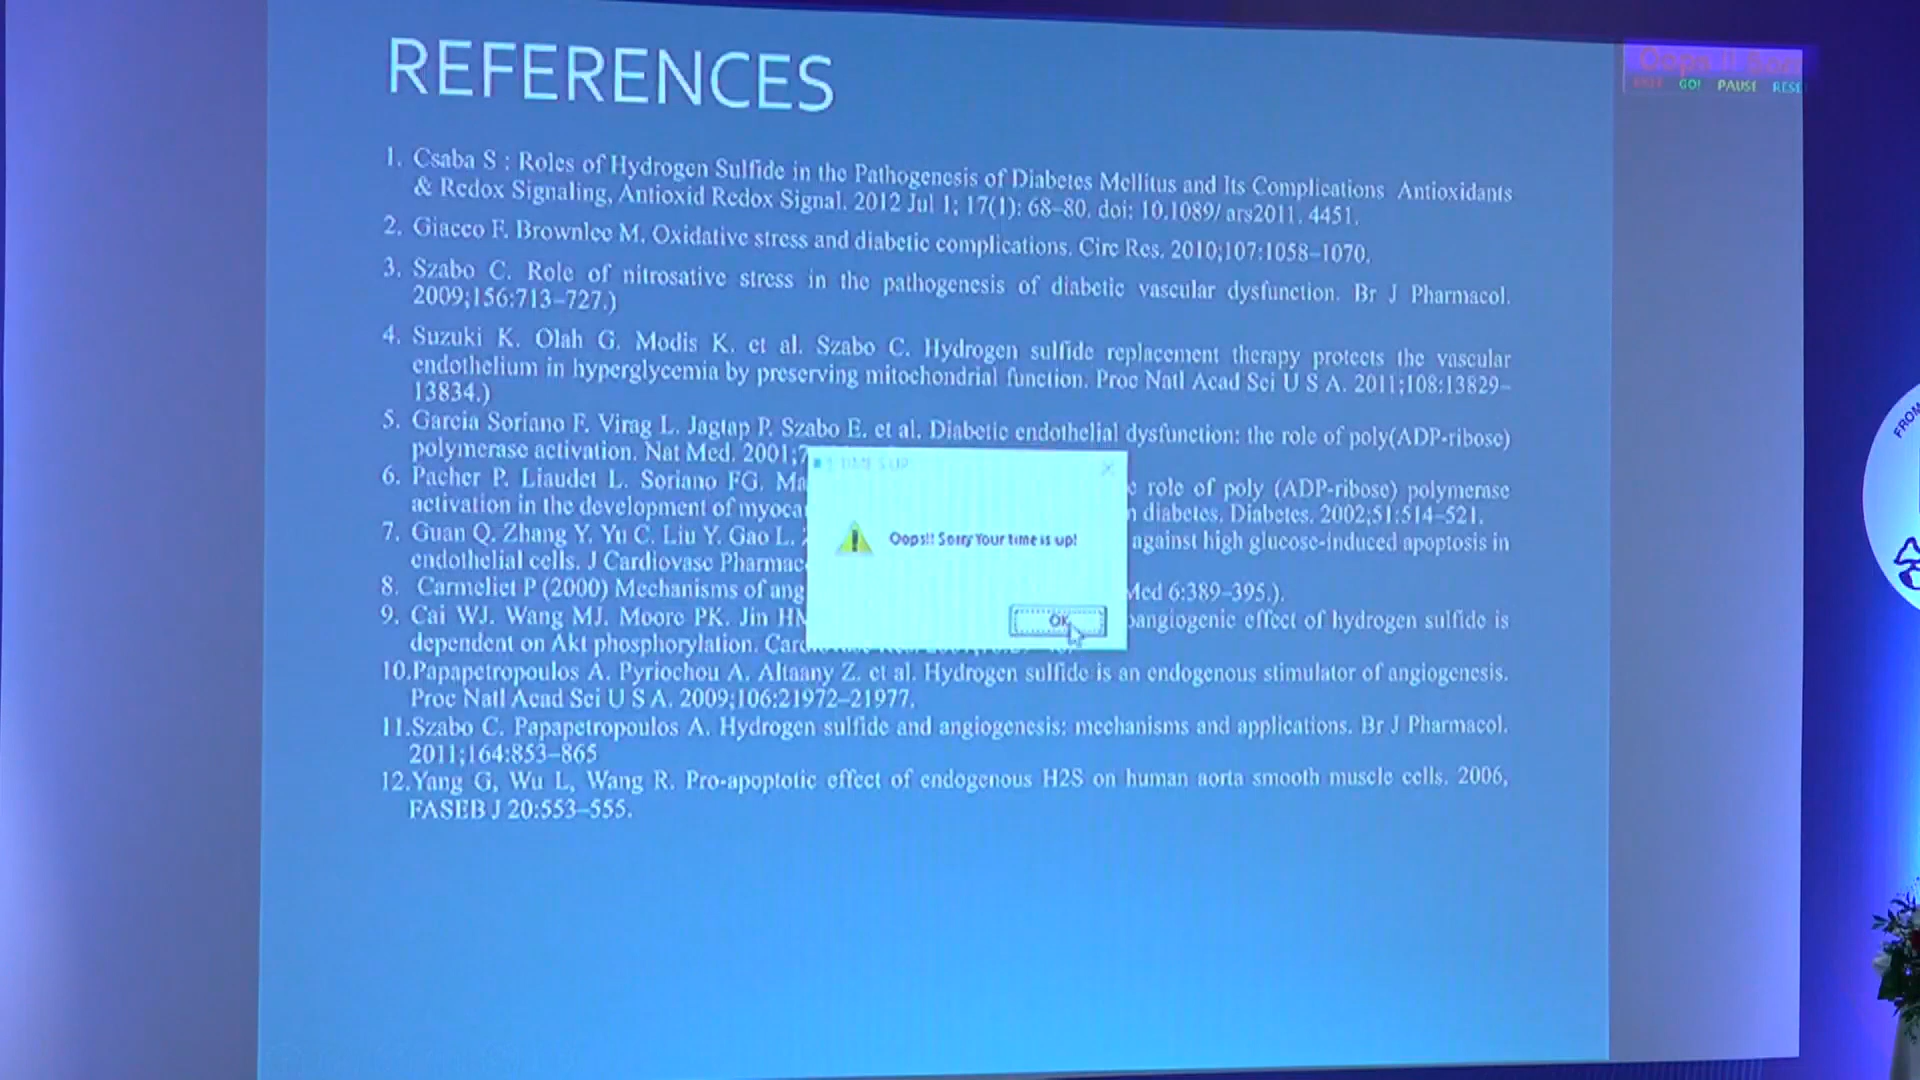 REFERENCES
Oops !! Sorr
GO! PAUSE RESE
1. Csaba S : Roles of Hydrogen Sulfide in the Pathogenesis of Diabetes Mellitus and Its Complications Antioxidants
& Redox Signaling, Antioxid Redox Signal. 2012 Jul 1; 17(1): 68–80. doi: 10.1089/ ars2011. 4451.
2. Giacco F. Brownlee M. Oxidative stress and diabetic complications. Circ Res. 2010;107:1058–1070.
3. Szabo C. Role of nitrosative stress in the pathogenesis of diabetic vascular dysfunction. Br J Pharmacol.
2009;156:713–727.)
4. Suzuki K. Olah G. Modis K. et al. Szabo C. Hydrogen sulfide replacement therapy protects the vascular
endothelium in hyperglycemia by preserving mitochondrial function. Proc Natl Acad Sci U S A. 2011;108:13829–
13834.)
5. Garcia Soriano F. Virag L. Jagtap P. Szabo E. et al. Diabetic endothelial dysfunction: the role of poly(ADP-ribose)
polymerase activation. Nat Med. 2001;7
6. Pacher P. Liaudet L. Soriano FG. Ma role of poly (ADP-ribose) polymerase
activation in the development of myoca n diabetes. Diabetes. 2002;51:514–521.
7. Guan Q. Zhang Y. Yu C. Liu Y. Gao L. against high glucose-induced apoptosis in
endothelial cells. J Cardiovasc Pharmac
8. Carmeliet P (2000) Mechanisms of ang Med 6:389–395.).
9. Cai WJ. Wang MJ. Moore PK. Jin HM angiogenic effect of hydrogen sulfide is
dependent on Akt phosphorylation. Card
10.Papapetropoulos A. Pyriochou A. Altaany Z. et al. Hydrogen sulfide is an endogenous stimulator of angiogenesis.
Proc Natl Acad Sci U S A. 2009;106:21972–21977.
11.Szabo C. Papapetropoulos A. Hydrogen sulfide and angiogenesis: mechanisms and applications. Br J Pharmacol.
2011;164:853–865
12.Yang G, Wu L, Wang R. Pro-apoptotic effect of endogenous H2S on human aorta smooth muscle cells. 2006,
FASEB J 20:553–555.
TIME'S UP
Oops!! Sorry Your time is up!
OK
FROM